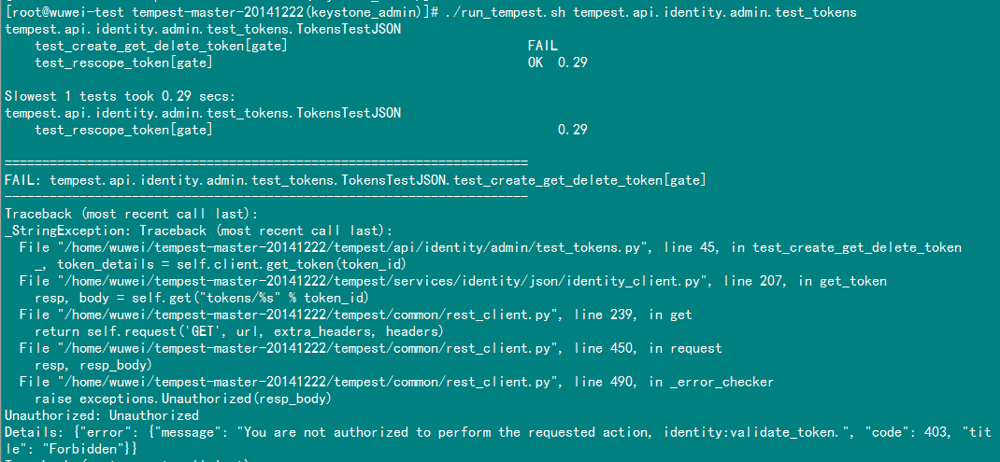 [root@wuwei-test tempest-master-20141222(keystone_admin)]# ./run_tempest.sh tempest.api.identity.admin.test_tokens
tempest.api.identity.admin.test_tokens.TokensTestJSON
    test_create_get_delete_token[gate]                                FAIL
    test_rescope_token[gate]                                          OK  0.29
Slowest 1 tests took 0.29 secs:
tempest.api.identity.admin.test_tokens.TokensTestJSON
    test_rescope_token[gate]                                              0.29
======================================================================
FAIL: tempest.api.identity.admin.test_tokens.TokensTestJSON.test_create_get_delete_token[gate]
----------------------------------------------------------------------
Traceback (most recent call last):
_StringException: Traceback (most recent call last):
  File "/home/wuwei/tempest-master-20141222/tempest/api/identity/admin/test_tokens.py", line 45, in test_create_get_delete_token
    _, token_details = self.client.get_token(token_id)
  File "/home/wuwei/tempest-master-20141222/tempest/services/identity/json/identity_client.py", line 207, in get_token
    resp, body = self.get("tokens/%s" % token_id)
  File "/home/wuwei/tempest-master-20141222/tempest/common/rest_client.py", line 239, in get
    return self.request('GET', url, extra_headers, headers)
  File "/home/wuwei/tempest-master-20141222/tempest/common/rest_client.py", line 450, in request
    resp, resp_body)
  File "/home/wuwei/tempest-master-20141222/tempest/common/rest_client.py", line 490, in _error_checker
    raise exceptions.Unauthorized(resp_body)
Unauthorized: Unauthorized
Details: {"error": {"message": "You are not authorized to perform the requested action, identity:validate_token.", "code": 403, "tit
le": "Forbidden"}}